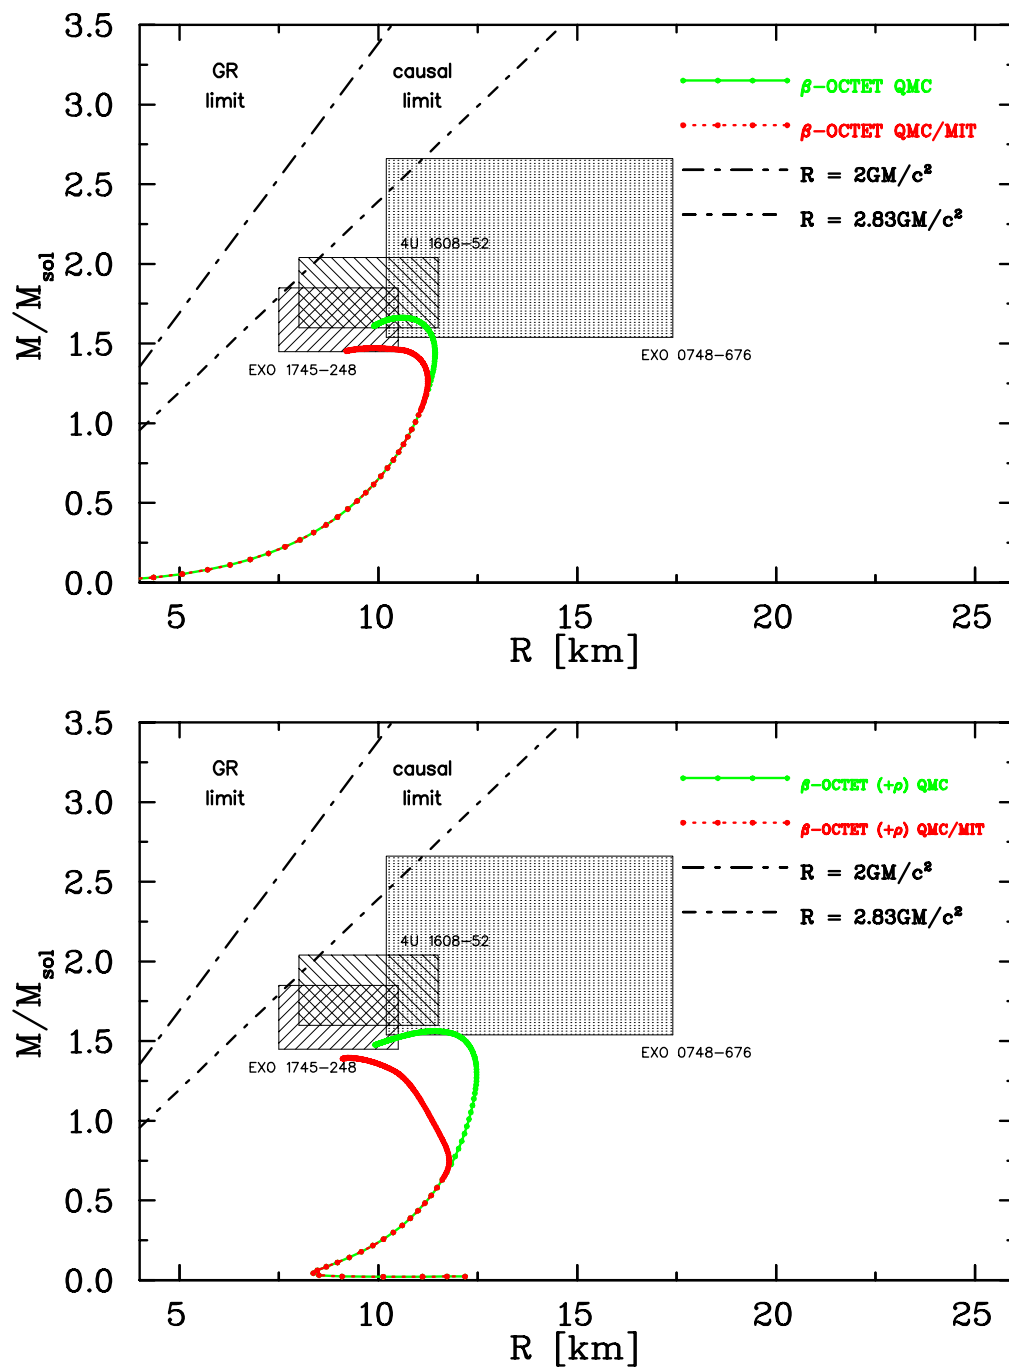 3.5
3.0
2.5
2.0
1.5
1.0
0.5
0.0
M/M_sol
GR
limit
causal
limit
β-OCTET QMC
β-OCTET QMC/MIT
R = 2GM/c²
R = 2.83GM/c²
4U 1608-52
EXO 1745-248
EXO 0748-676
5
10
15
20
25
R [km]
3.5
3.0
2.5
2.0
1.5
1.0
0.5
0.0
M/M_sol
GR
limit
causal
limit
β-OCTET (+ρ) QMC
β-OCTET (+ρ) QMC/MIT
R = 2GM/c²
R = 2.83GM/c²
4U 1608-52
EXO 1745-248
EXO 0748-676
5
10
15
20
25
R [km]